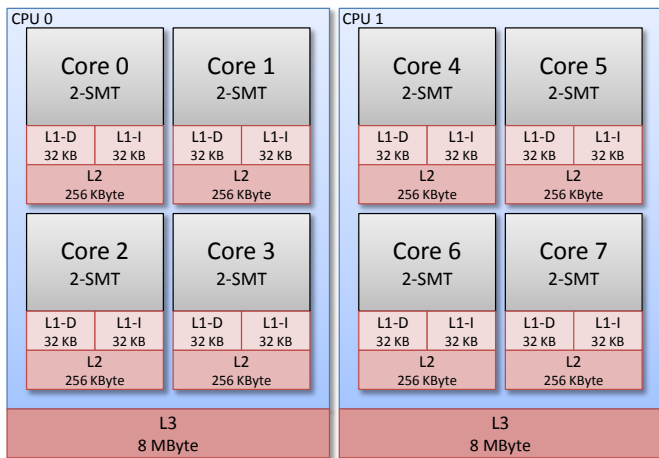 CPU 0
Core 0
2-SMT
L1-D
32 KB
L1-I
32 KB
L2
256 KByte
Core 1
2-SMT
L1-D
32 KB
L1-I
32 KB
L2
256 KByte
Core 2
2-SMT
L1-D
32 KB
L1-I
32 KB
L2
256 KByte
Core 3
2-SMT
L1-D
32 KB
L1-I
32 KB
L2
256 KByte
L3
8 MByte
CPU 1
Core 4
2-SMT
L1-D
32 KB
L1-I
32 KB
L2
256 KByte
Core 5
2-SMT
L1-D
32 KB
L1-I
32 KB
L2
256 KByte
Core 6
2-SMT
L1-D
32 KB
L1-I
32 KB
L2
256 KByte
Core 7
2-SMT
L1-D
32 KB
L1-I
32 KB
L2
256 KByte
L3
8 MByte